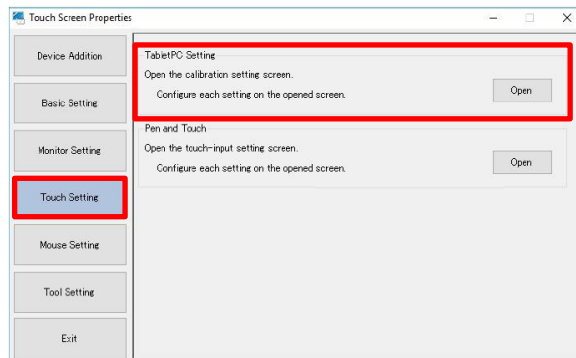 Touch Screen Properties
Device Addition
Basic Setting
Monitor Setting
Touch Setting
Mouse Setting
Tool Setting
Exit
TabletPC Setting
Open the calibration setting screen.
Configure each setting on the opened screen.
Open
Pen and Touch
Open the touch-input setting screen.
Configure each setting on the opened screen.
Open